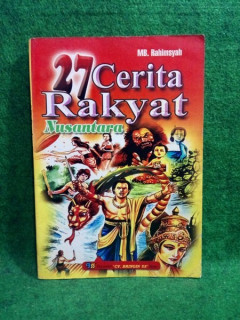 MB. Rahimsyah
27 Cerita
Rakyat
Nusantara